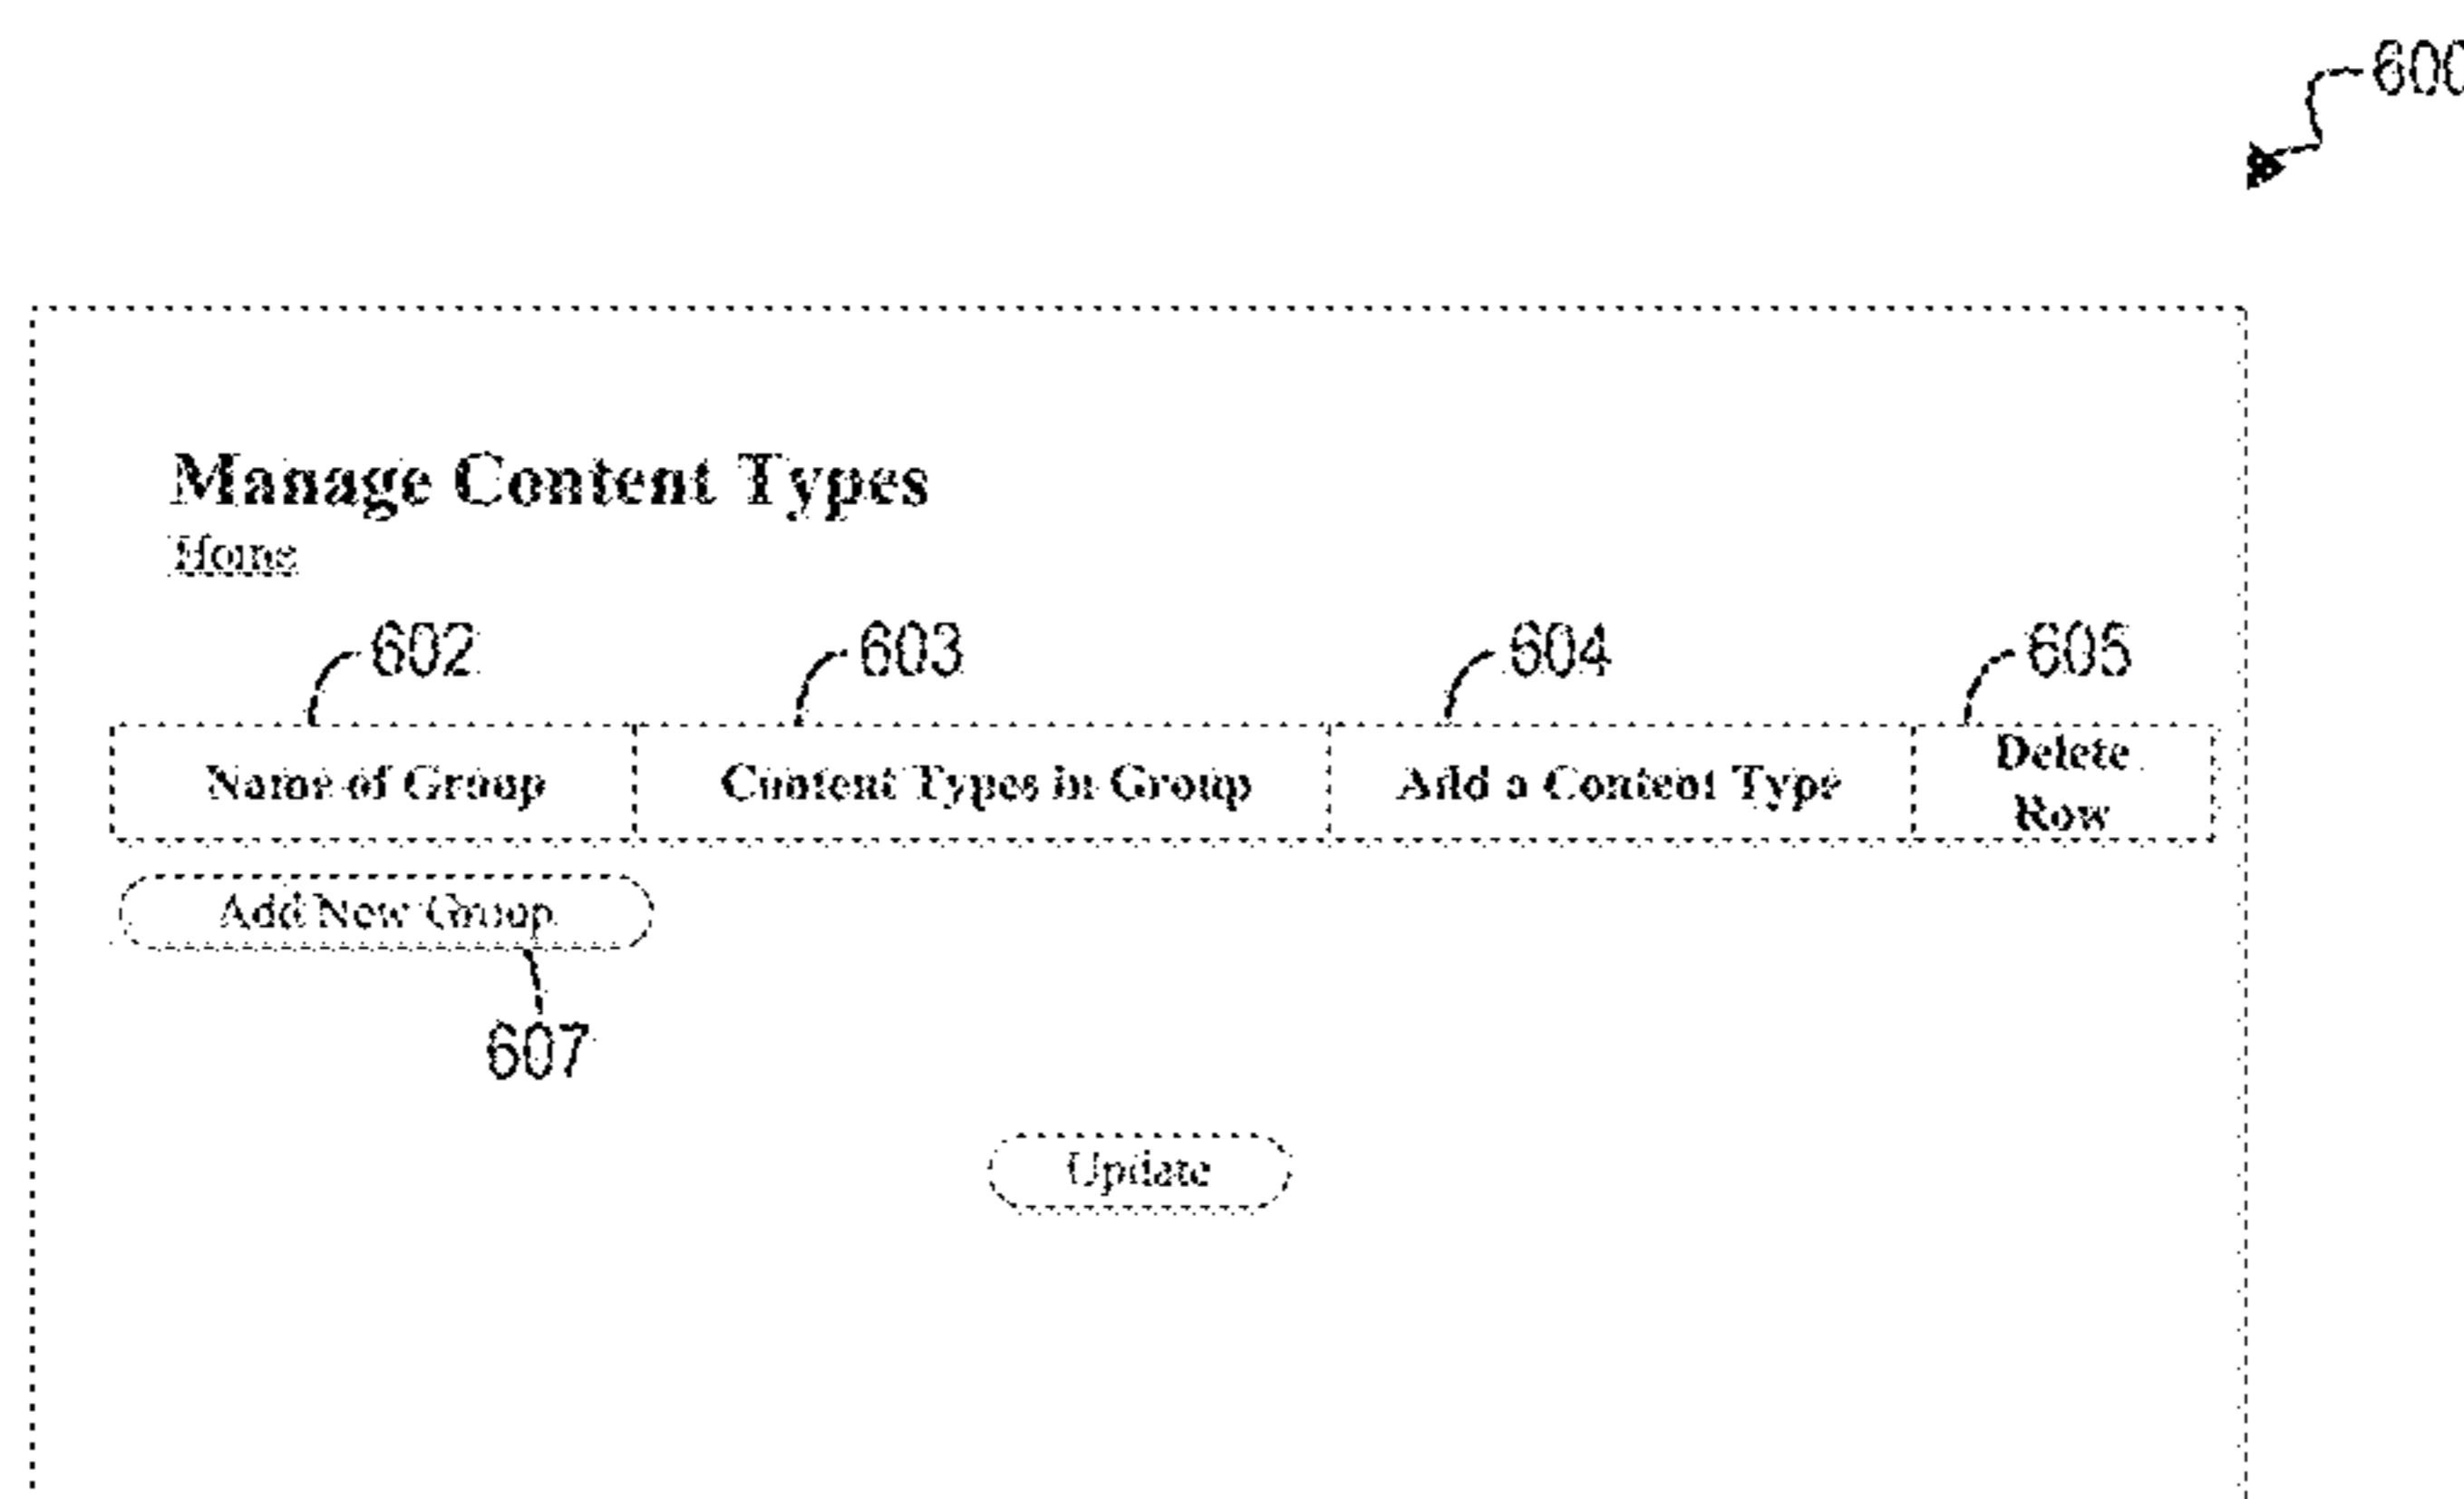 600
Manage Content Types
Home
602 603 604 605
Name of Group Content Types in Group Add a Content Type Delete Row
Add New Group
607
Update